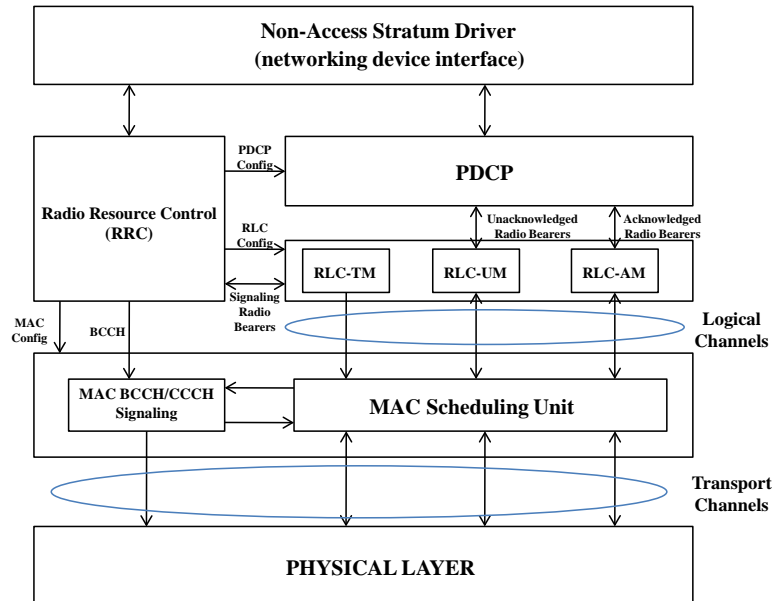 Non-Access Stratum Driver
(networking device interface)
PDCP
Config
PDCP
Radio Resource Control
(RRC)
RLC
Config
Unacknowledged
Radio Bearers
Acknowledged
Radio Bearers
RLC-TM
RLC-UM
RLC-AM
Signaling
Radio
Bearers
MAC
Config
BCCH
Logical
Channels
MAC BCCH/CCCH
Signaling
MAC Scheduling Unit
Transport
Channels
PHYSICAL LAYER